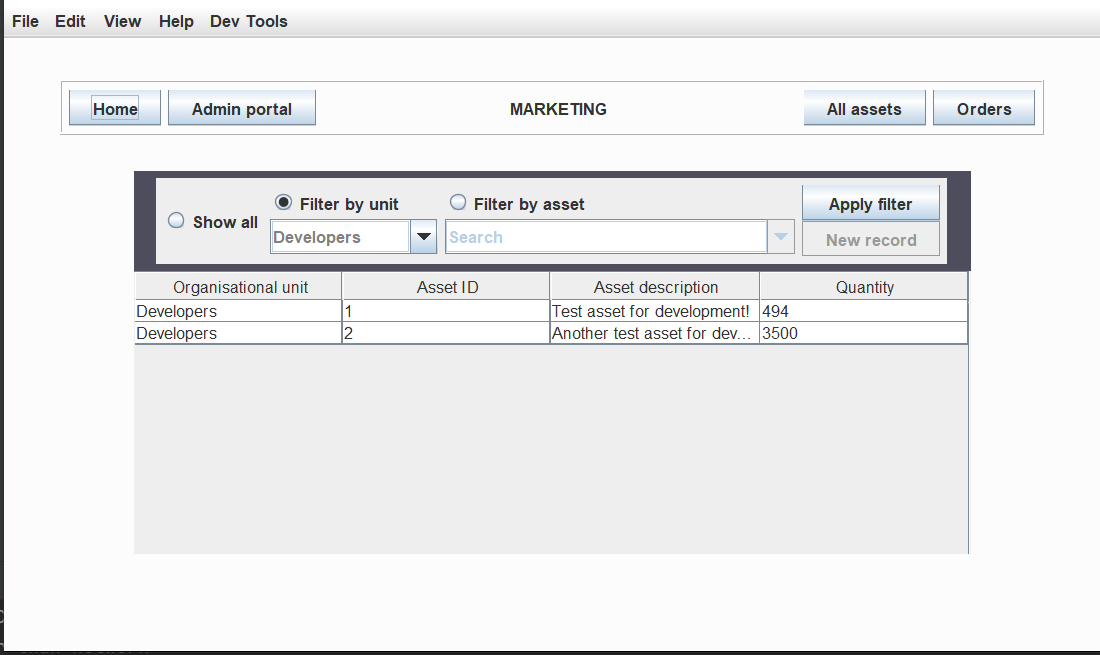 File Edit View Help Dev Tools
Home Admin portal MARKETING All assets Orders
Show all Filter by unit Filter by asset Apply filter
Developers Search New record
Organisational unit Asset ID Asset description Quantity
Developers 1 Test asset for development! 494
Developers 2 Another test asset for dev... 3500